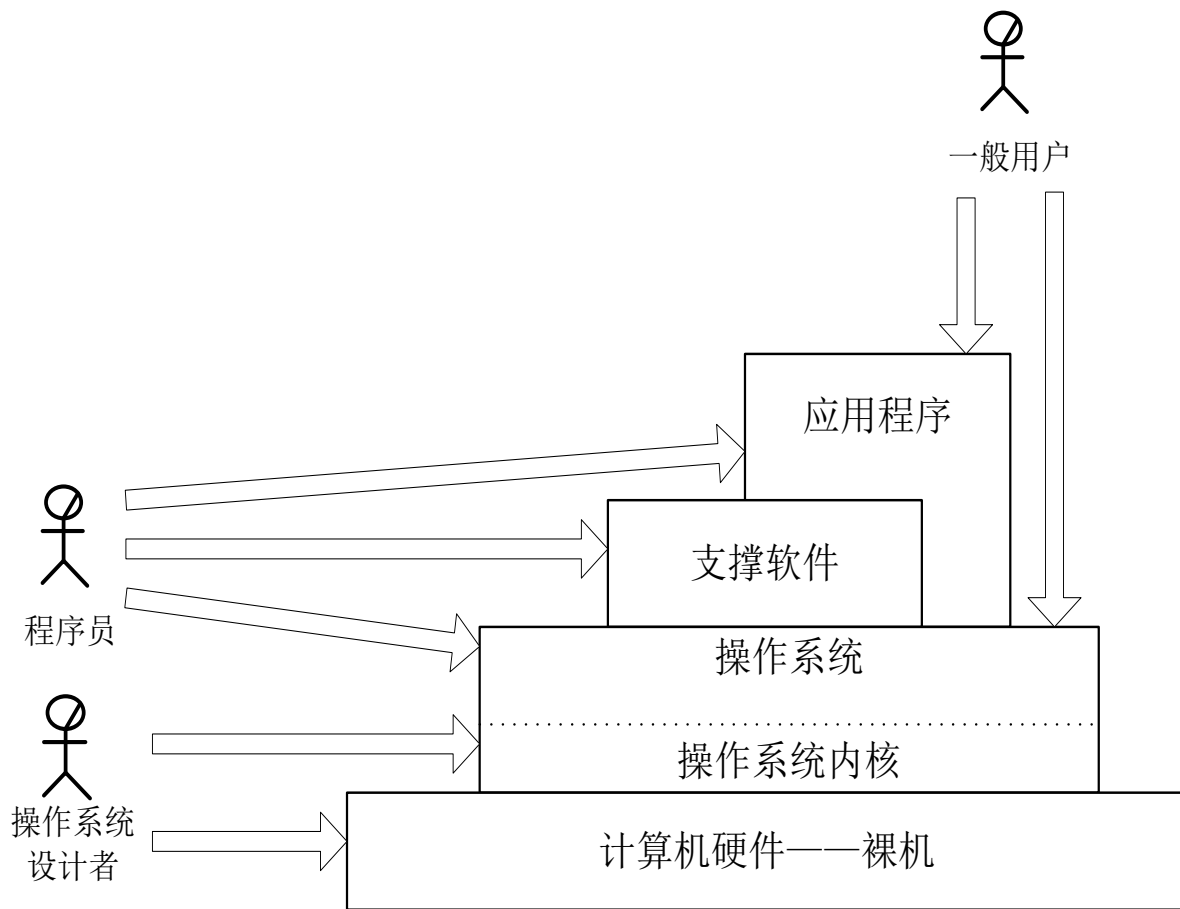 一般用户
应用程序
支撑软件
程序员
操作系统
操作系统内核
操作系统
设计者
计算机硬件——裸机